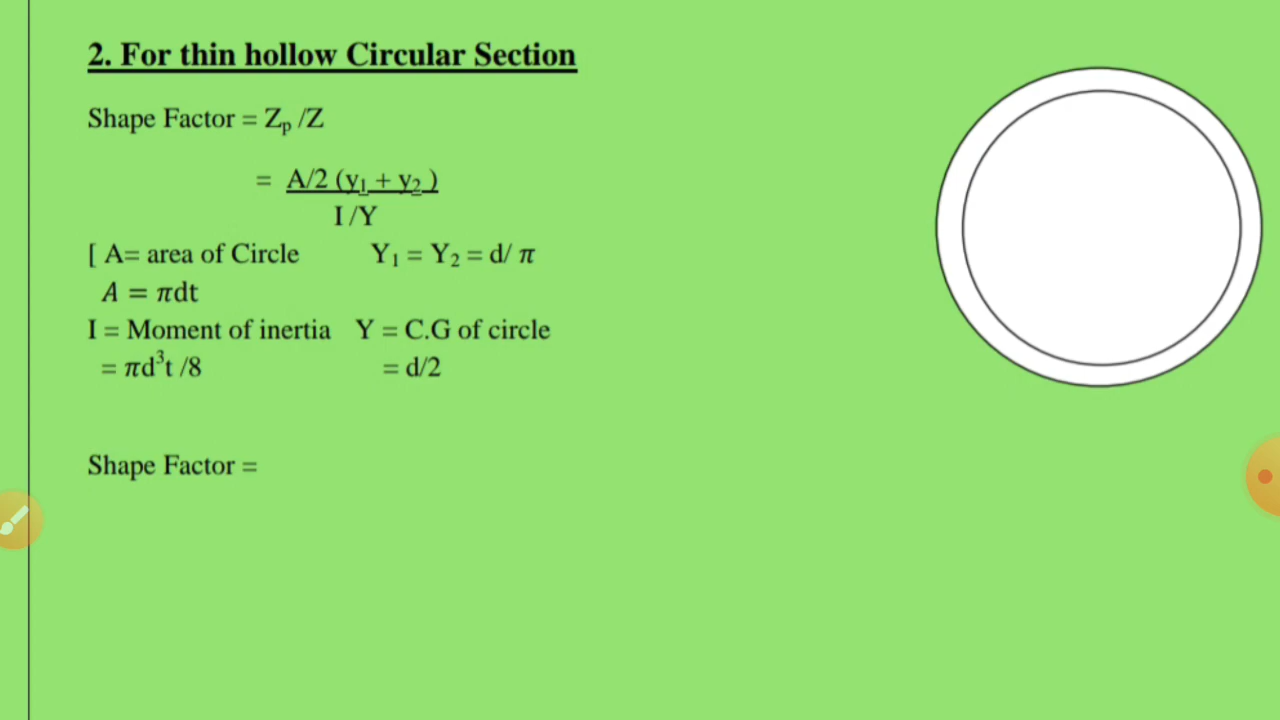 2. For thin hollow Circular Section
Shape Factor = Zp /Z
= A/2 (y1 + y2 )
I /Y
[ A= area of Circle Y1 = Y2 = d/ π
A = πdt
I = Moment of inertia Y = C.G of circle
= πd³t /8 = d/2
Shape Factor =